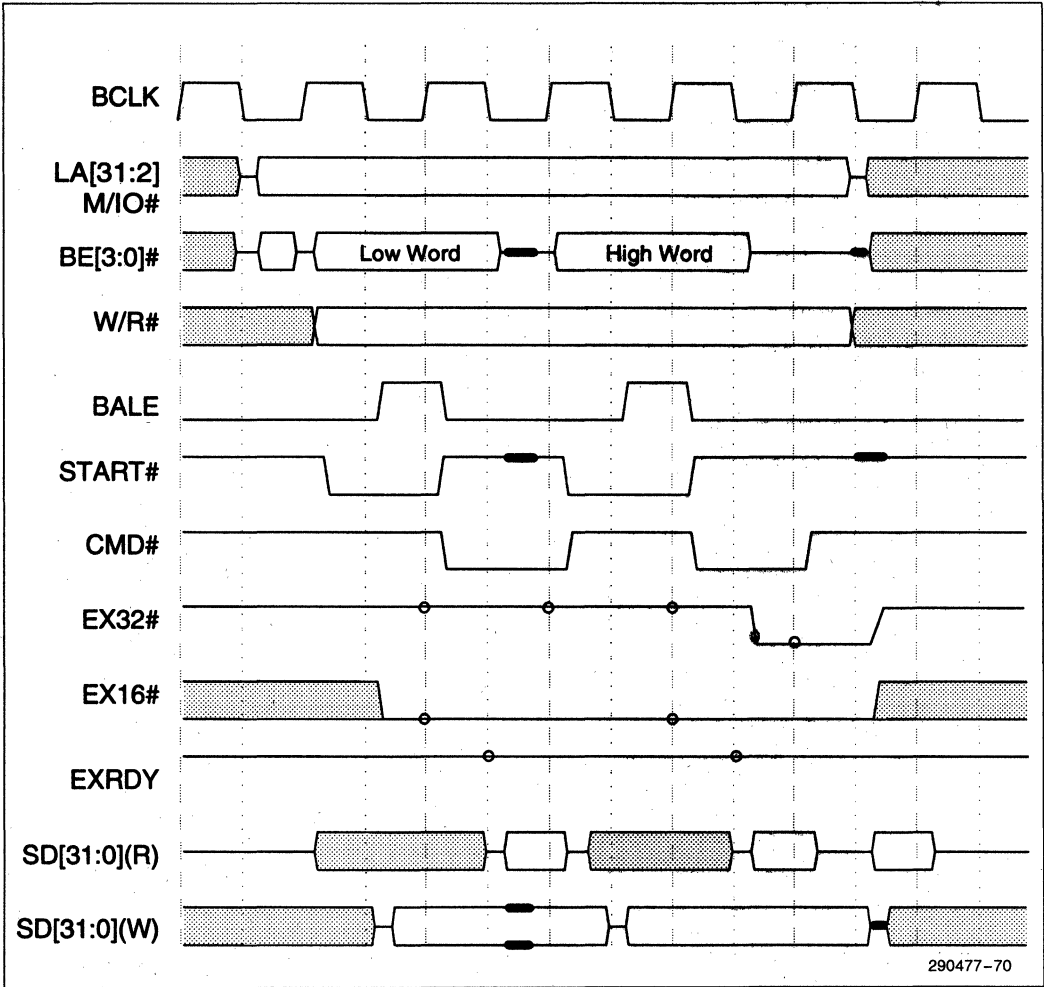 BCLK
LA[31:2]
M/IO#
BE[3:0]# Low Word High Word
W/R#
BALE
START#
CMD#
EX32#
EX16#
EXRDY
SD[31:0](R)
SD[31:0](W)
290477-70